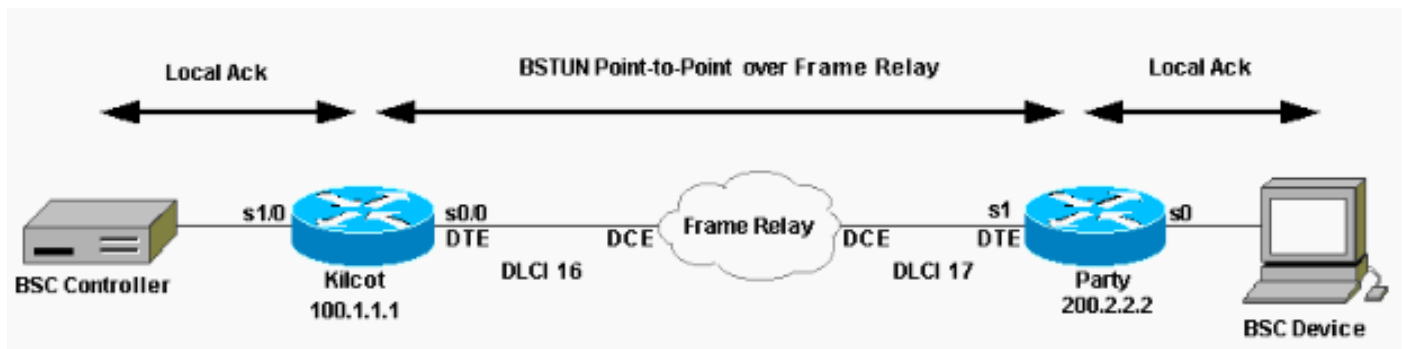 Local Ack
BSTUN Point-to-Point over Frame Relay
Local Ack
s1/0
s0/0
DTE
DCE
Frame Relay
DCE
s1
DTE
s0
DLCI 16
DLCI 17
BSC Controller
Kilcot
100.1.1.1
Party
200.2.2.2
BSC Device